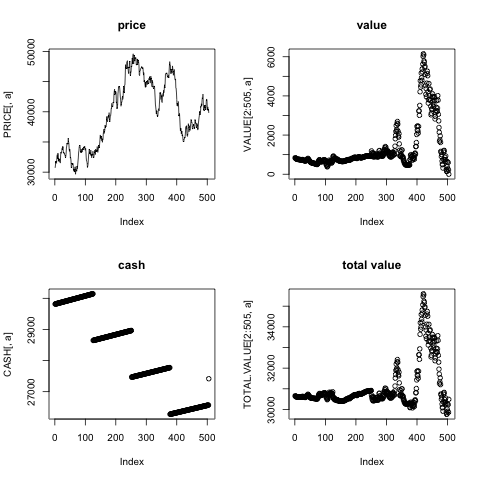 price
PRICE[, a]
30000 40000 50000
0 100 200 300 400 500
Index
value
VALUE[2:505, a]
0 2000 4000 6000
0 100 200 300 400 500
Index
cash
CASH[, a]
27000 29000
0 100 200 300 400 500
Index
total value
TOTAL.VALUE[2:505, a]
30000 32000 34000
0 100 200 300 400 500
Index